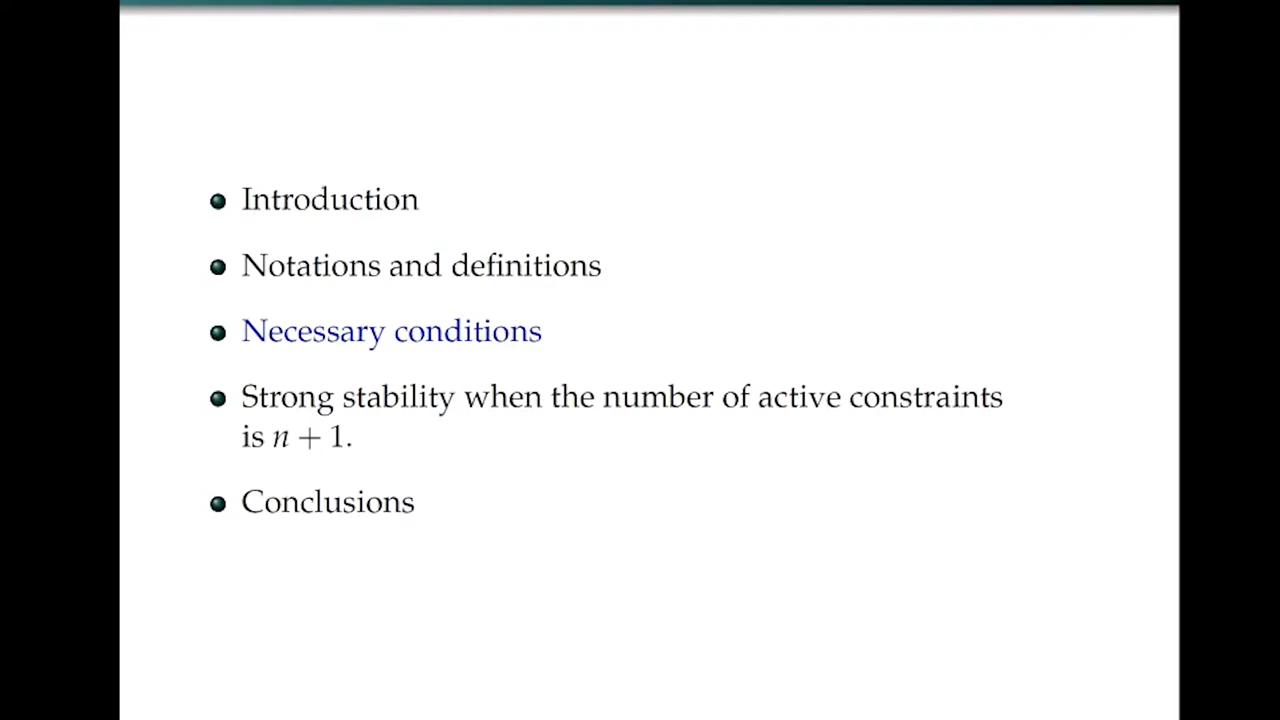 Introduction
Notations and definitions
Necessary conditions
Strong stability when the number of active constraints
is n + 1.
Conclusions